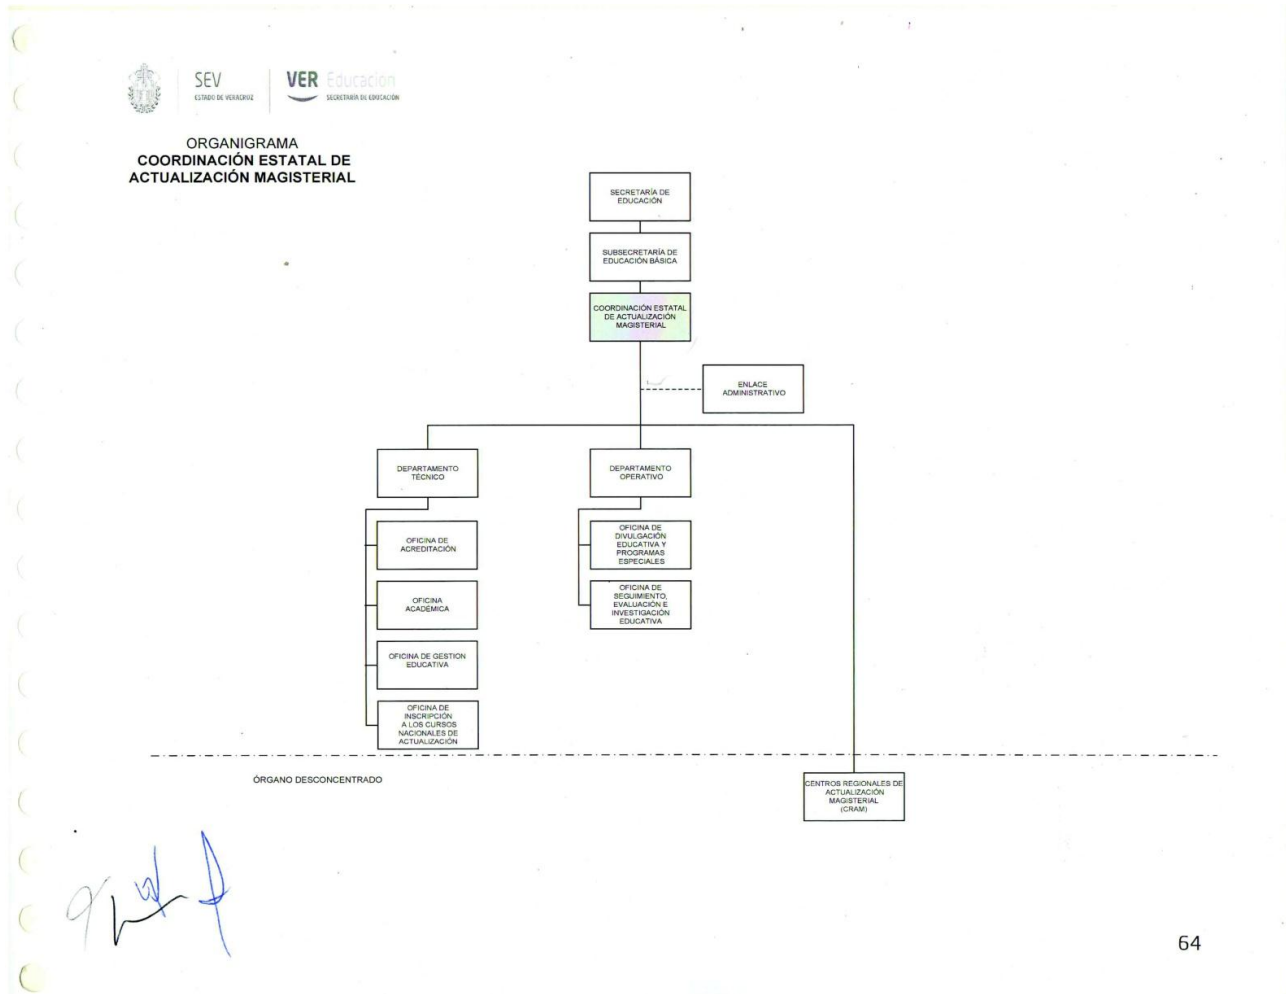 SEV
ESTADO DE VERACROZ
VER Educación
SECRETARÍA DE EDUCACIÓN
ORGANIGRAMA
COORDINACIÓN ESTATAL DE
ACTUALIZACIÓN MAGISTERIAL
SECRETARÍA DE
EDUCACIÓN
SUBSECRETARÍA DE
EDUCACIÓN BÁSICA
COORDINACIÓN ESTATAL
DE ACTUALIZACIÓN
MAGISTERIAL
ENLACE
ADMINISTRATIVO
DEPARTAMENTO
TÉCNICO
DEPARTAMENTO
OPERATIVO
OFICINA DE
ACREDITACIÓN
OFICINA
ACADÉMICA
OFICINA DE GESTION
EDUCATIVA
OFICINA DE
INSCRIPCIÓN
A LOS CURSOS
NACIONALES DE
ACTUALIZACIÓN
OFICINA DE
DIVULGACIÓN
EDUCATIVA Y
PROGRAMAS
ESPECIALES
OFICINA DE
SEGUIMIENTO,
EVALUACIÓN E
INVESTIGACIÓN
EDUCATIVA
ÓRGANO DESCONCENTRADO
CENTROS REGIONALES DE
ACTUALIZACIÓN
MAGISTERIAL
(CRAM)
64